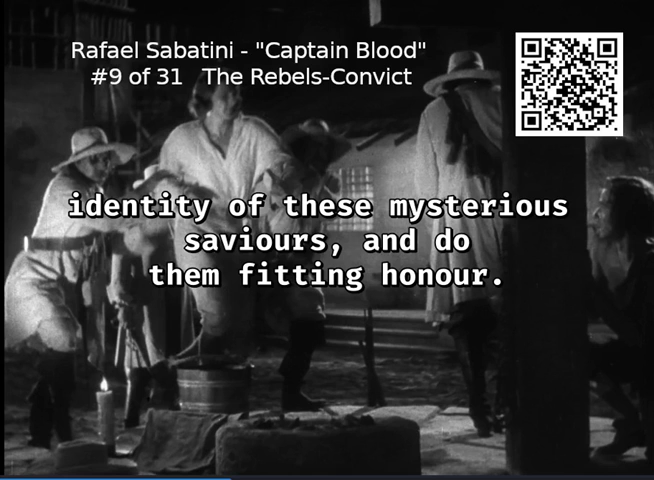 Rafael Sabatini - "Captain Blood"
#9 of 31 The Rebels-Convict
identity of these mysterious
saviours, and do
them fitting honour.